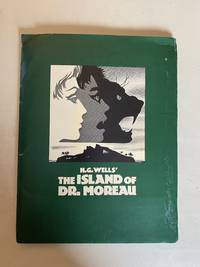 H.G. WELLS'
THE ISLAND OF
DR. MOREAU